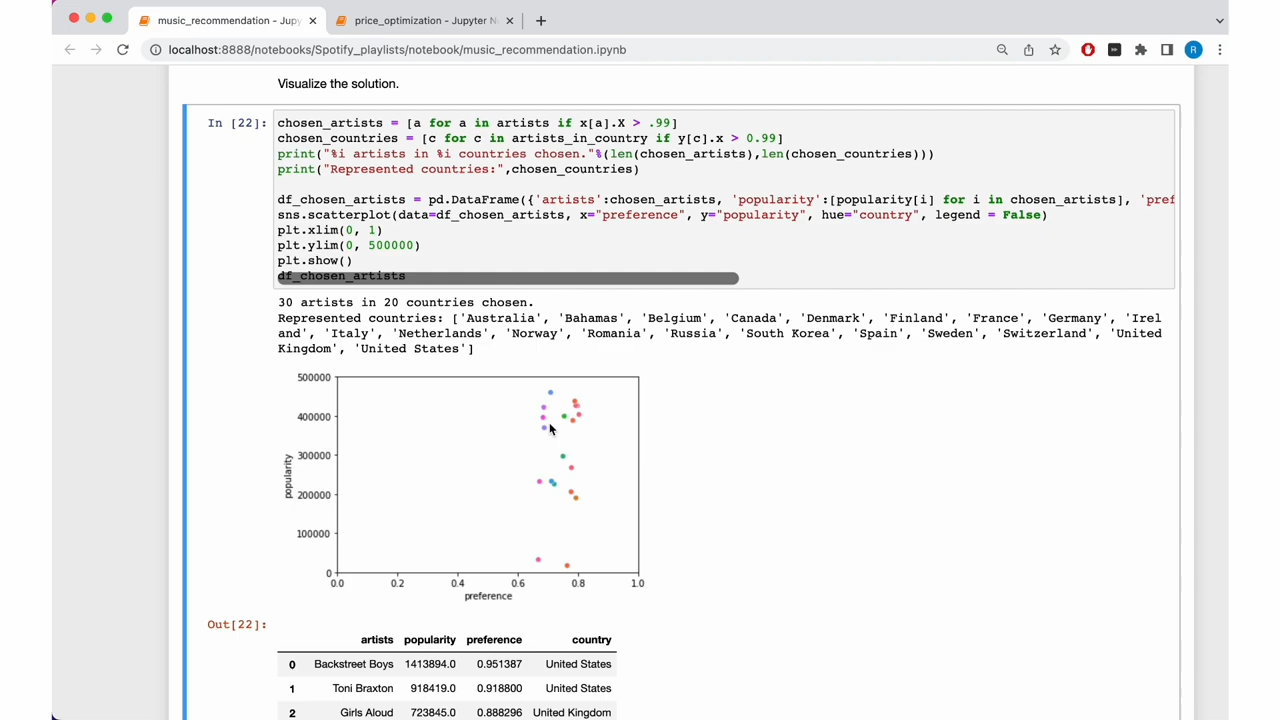 music_recommendation - Jupy
price_optimization - Jupyter N
localhost:8888/notebooks/Spotify_playlists/notebook/music_recommendation.ipynb
R
Visualize the solution.
In [22]:
chosen_artists = [a for a in artists if x[a].X > .99]
chosen_countries = [c for c in artists_in_country if y[c].x > 0.99]
print("%i artists in %i countries chosen."%(len(chosen_artists),len(chosen_countries)))
print("Represented countries:",chosen_countries)
df_chosen_artists = pd.DataFrame({'artists':chosen_artists, 'popularity':[popularity[i] for i in chosen_artists], 'pref
sns.scatterplot(data=df_chosen_artists, x="preference", y="popularity", hue="country", legend = False)
plt.xlim(0, 1)
plt.ylim(0, 500000)
plt.show()
df_chosen_artists
30 artists in 20 countries chosen.
Represented countries: ['Australia', 'Bahamas', 'Belgium', 'Canada', 'Denmark', 'Finland', 'France', 'Germany', 'Irel
and', 'Italy', 'Netherlands', 'Norway', 'Romania', 'Russia', 'South Korea', 'Spain', 'Sweden', 'Switzerland', 'United
Kingdom', 'United States']
500000
400000
300000
200000
100000
0
popularity
0.0 0.2 0.4 0.6 0.8 1.0
preference
Out[22]:
artists popularity preference country
0 Backstreet Boys 1413894.0 0.951387 United States
1 Toni Braxton 918419.0 0.918800 United States
2 Girls Aloud 723845.0 0.888296 United Kingdom